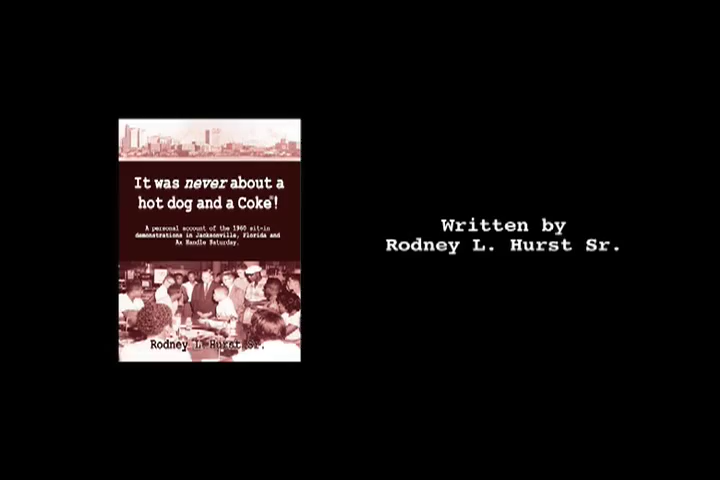 It was never about a
hot dog and a Coke®!
A personal account of the 1960 sit-in
demonstrations in Jacksonville, Florida and
Ax Handle Saturday.
Rodney L. Hurst Sr.
Written by
Rodney L. Hurst Sr.